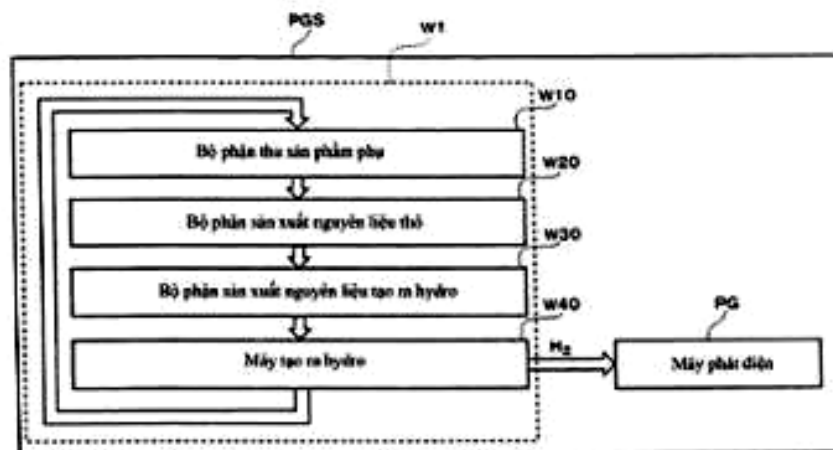 PGS
W1
W10
Bộ phận thu sản phẩm phụ
W20
Bộ phận sản xuất nguyên liệu thô
W30
Bộ phận sản xuất nguyên liệu tạo ra hydro
W40
PG
Máy tạo ra hydro
H₂
Máy phát điện